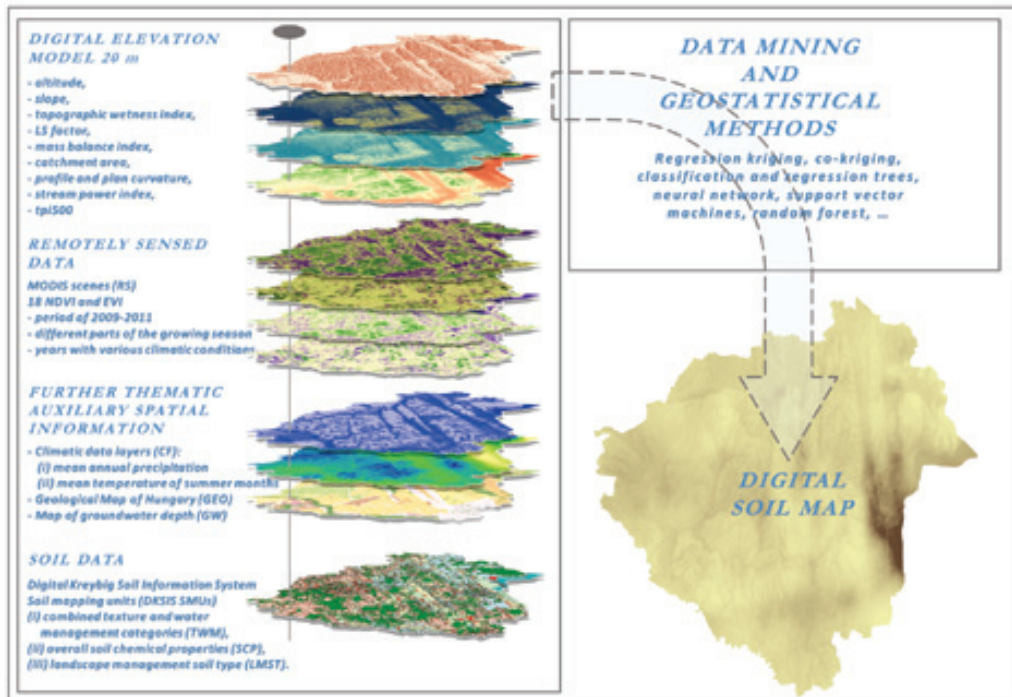 DIGITAL ELEVATION
MODEL 20 m
- altitude,
- slope,
- topographic wetness index,
- LS factor,
- mass balance index,
- catchment area,
- profile and plan curvature,
- stream power index,
- tpi500
REMOTELY SENSED
DATA
MODIS scenes (RS)
18 NDVI and EVI
- period of 2009-2011
- different parts of the growing season
- years with various climatic conditions
FURTHER THEMATIC
AUXILIARY SPATIAL
INFORMATION
- Climatic data layers (CF):
(i) mean annual precipitation
(ii) mean temperature of summer months
- Geological Map of Hungary (GEO)
- Map of groundwater depth (GW)
SOIL DATA
Digital Kreybig Soil Information System
Soil mapping units (DKSIS SMUs)
(i) combined texture and water
management categories (TWM),
(ii) overall soil chemical properties (SCP),
(iii) landscape management soil type (LMST).
DATA MINING
AND
GEOSTATISTICAL
METHODS
Regression kriging, co-kriging,
classification and regression trees,
neural network, support vector
machines, random forest, ...
DIGITAL
SOIL MAP